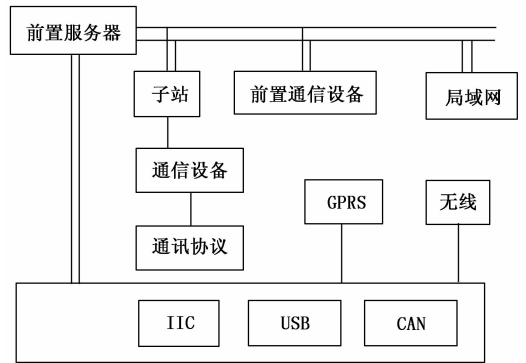 前置服务器
子站
前置通信设备
局域网
通信设备
GPRS
无线
通讯协议
IIC
USB
CAN